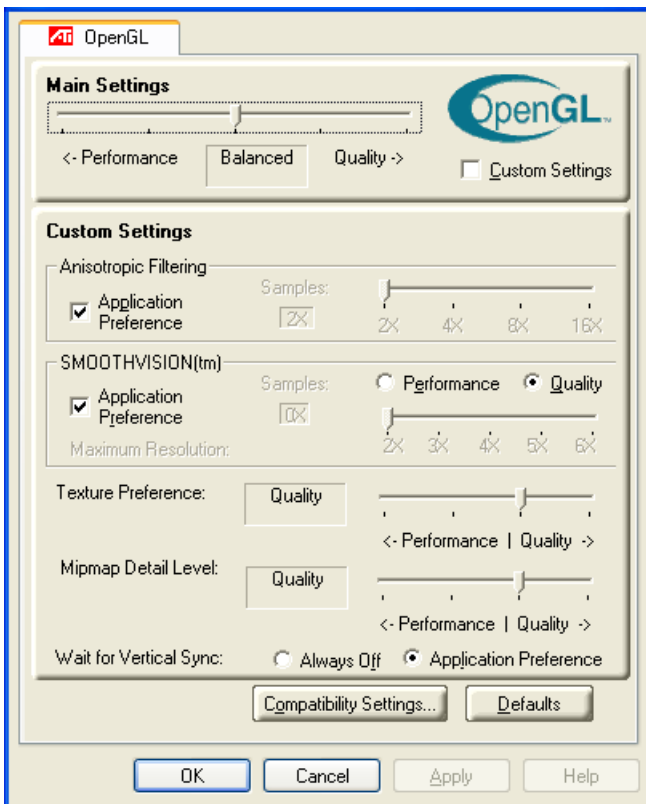 ATi OpenGL
Main Settings
OpenGL™
<- Performance Balanced Quality ->
Custom Settings
Custom Settings
Anisotropic Filtering
Application Preference
Samples:
2X
2X 4X 8X 16X
SMOOTHVISION(tm)
Application Preference
Samples:
0X
Performance Quality
2X 3X 4X 5X 6X
Maximum Resolution:
Texture Preference: Quality
<- Performance | Quality ->
Mipmap Detail Level: Quality
<- Performance | Quality ->
Wait for Vertical Sync: Always Off Application Preference
Compatibility Settings... Defaults
OK Cancel Apply Help